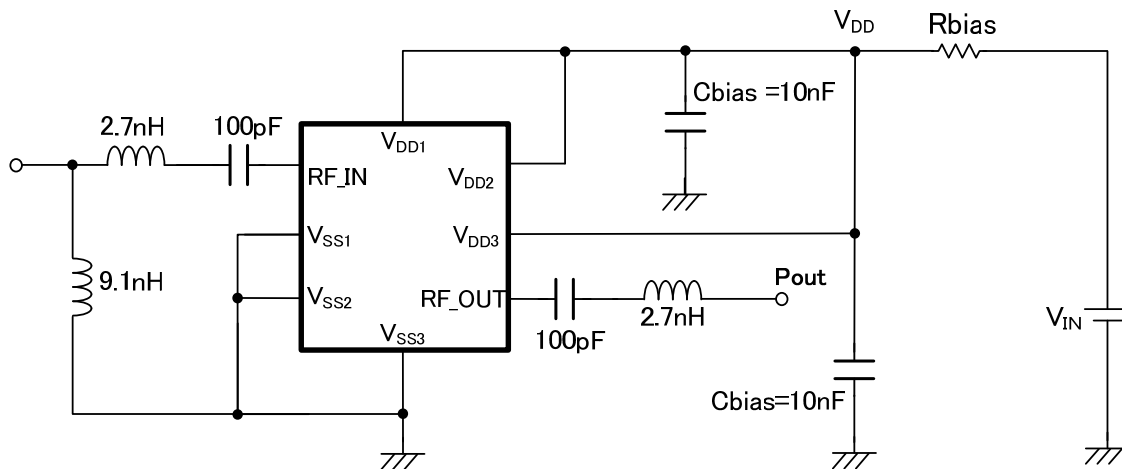 VDD
Rbias
Cbias =10nF
2.7nH
100pF
VDD1
RF_IN
VDD2
VSS1
VDD3
9.1nH
VSS2
RF_OUT
Pout
2.7nH
100pF
VSS3
VIN
Cbias=10nF